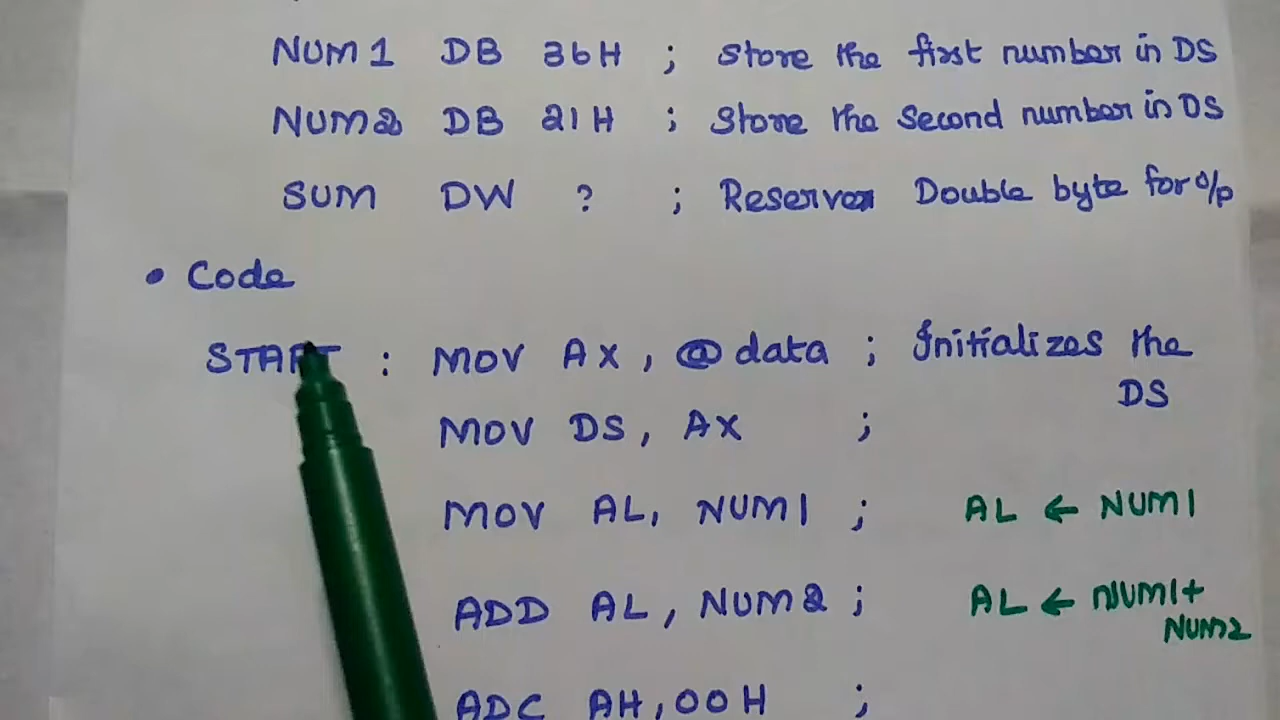 NUM1 DB 36H ; Store the first number in DS
NUM2 DB 21H ; Store the Second number in DS
SUM DW ? ; Reserves Double byte for o/p
• Code
START : MOV AX, @data ; Initializes the
DS
MOV DS, AX ;
MOV AL, NUM1 ; AL ← NUM1
ADD AL, NUM2 ; AL ← NUM1+
NUM2
ADC AH, 00H ;